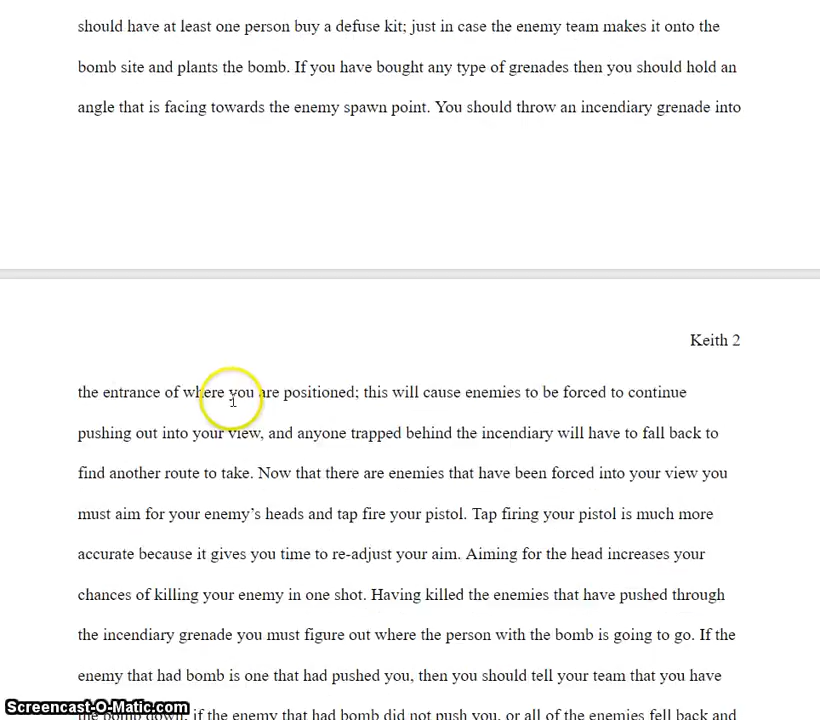 should have at least one person buy a defuse kit; just in case the enemy team makes it onto the
bomb site and plants the bomb. If you have bought any type of grenades then you should hold an
angle that is facing towards the enemy spawn point. You should throw an incendiary grenade into
Keith 2
the entrance of where you are positioned; this will cause enemies to be forced to continue
pushing out into your view, and anyone trapped behind the incendiary will have to fall back to
find another route to take. Now that there are enemies that have been forced into your view you
must aim for your enemy’s heads and tap fire your pistol. Tap firing your pistol is much more
accurate because it gives you time to re-adjust your aim. Aiming for the head increases your
chances of killing your enemy in one shot. Having killed the enemies that have pushed through
the incendiary grenade you must figure out where the person with the bomb is going to go. If the
enemy that had bomb is one that had pushed you, then you should tell your team that you have
the bomb down, if the enemy that had bomb did not push you, or all of the enemies fell back and
Screencast-O-Matic.com